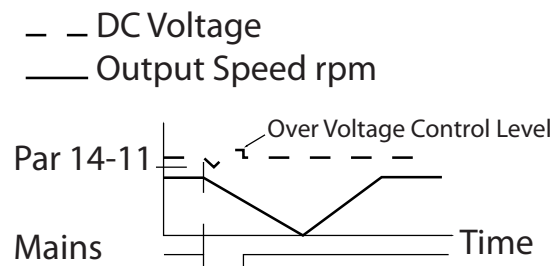 DC Voltage
Output Speed rpm
Over Voltage Control Level
Par 14-11
Mains
Time